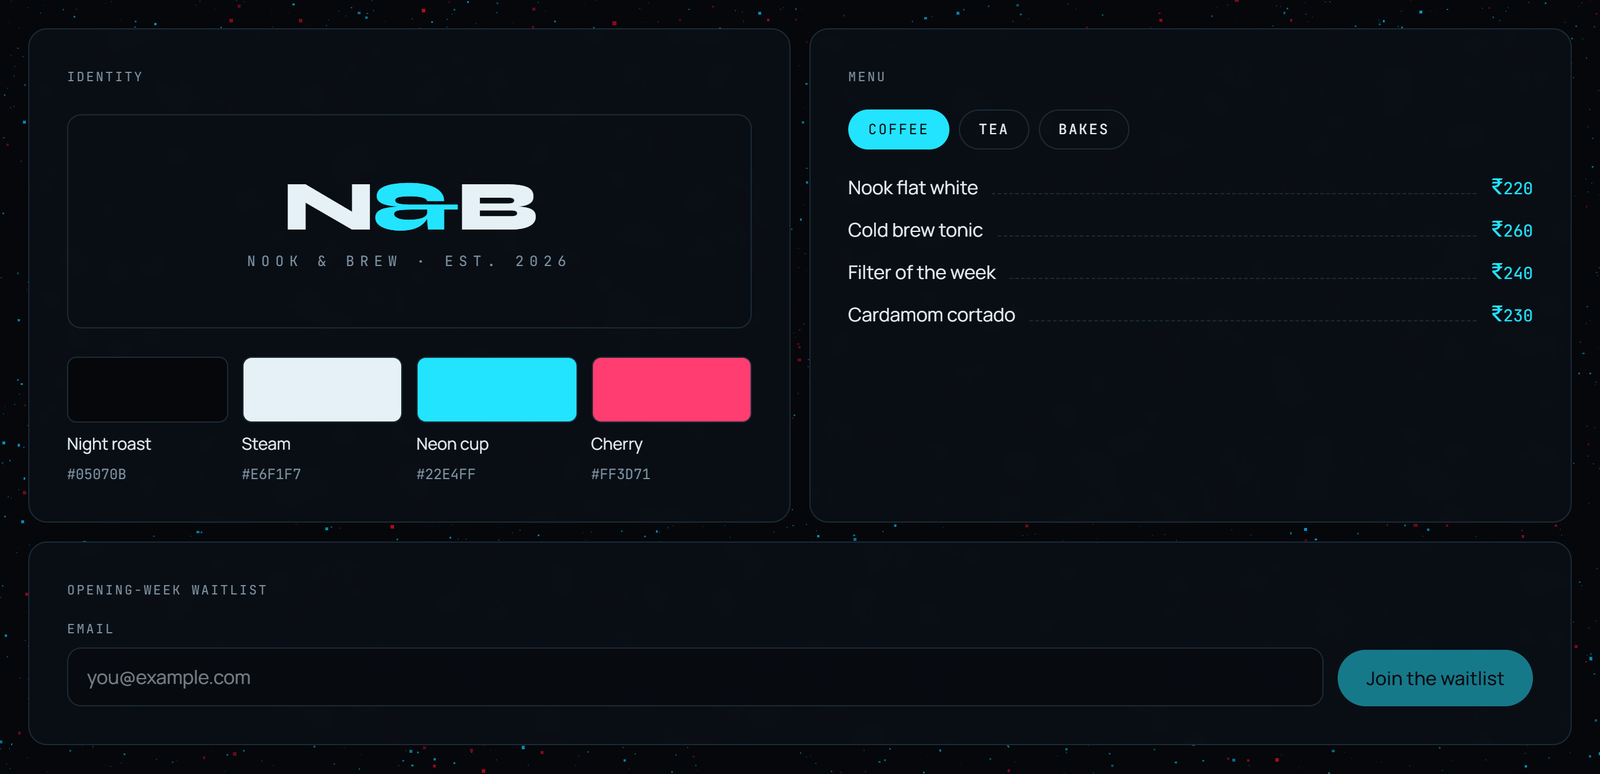 IDENTITY
N&B
NOOK & BREW · EST. 2026
Night roast
#05070B
Steam
#E6F1F7
Neon cup
#22E4FF
Cherry
#FF3D71
MENU
COFFEE
TEA
BAKES
Nook flat white ₹220
Cold brew tonic ₹260
Filter of the week ₹240
Cardamom cortado ₹230
OPENING-WEEK WAITLIST
EMAIL
you@example.com
Join the waitlist